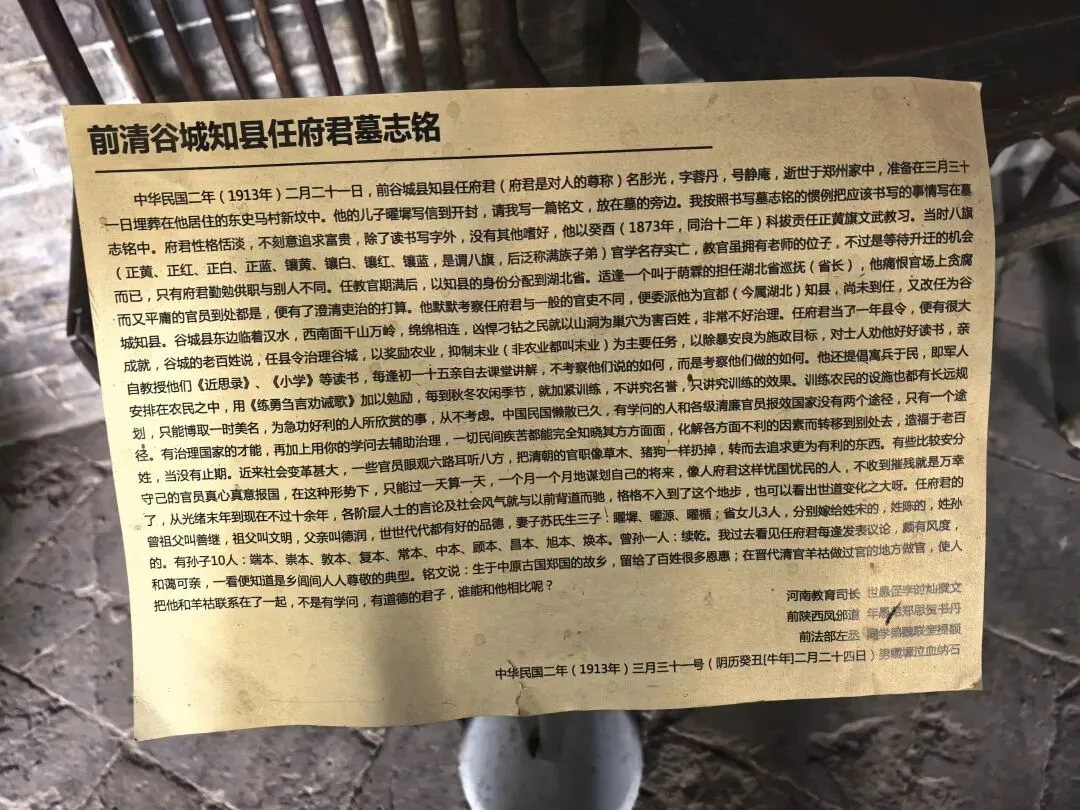 前清谷城知县任府君墓志铭
中华民国二年（1913年）二月二十一日，前谷城县知县任府君（府君是对人的尊称）名彤光，字蓉丹，号静庵，逝世于郑州家中，准备在三月三十
一日埋葬在他居住的东史马村新坟中。他的儿子曜墀写信到开封，请我写一篇铭文，放在墓的旁边。我按照书写墓志铭的惯例把应该书写的事情写在墓
志铭中。府君性格恬淡，不刻意追求富贵，除了读书写字外，没有其他嗜好，他以癸酉（1873年，同治十二年）科拔贡任正黄旗文武教习。当时八旗
（正黄、正红、正白、正蓝、镶黄、镶白、镶红、镶蓝，是谓八旗，后泛称满族子弟）官学名存实亡，教官虽拥有老师的位子，不过是等待升迁的机会
而已，只有府君勤勉供职与别人不同。任教官期满后，以知县的身份分配到湖北省。适逢一个叫于荫霖的担任湖北省巡抚（省长），他痛恨官场上贪腐
而又平庸的官员到处都是，便有了澄清吏治的打算。他默默考察任府君与一般的官吏不同，便委派他为宜都（今属湖北）知县，尚未到任，又改任为谷
城知县。谷城县东边临着汉水，西南面干山万岭，绵绵相连，凶悍刁钻之民就以山洞为巢穴为害百姓，非常不好治理。任府君当了一年县令，便有很大
成就，谷城的老百姓说，任县令治理谷城，以奖励农业，抑制末业（非农业都叫末业）为主要任务，以除暴安良为施政目标，对士人劝他好好读书，亲
自教授他们《近思录》、《小学》等读书，每逢初一十五亲自去课堂讲解，不考察他们说的如何，而是考察他们做的如何。他还提倡寓兵于民，即军人
安排在农民之中，用《练勇刍言劝诫歌》加以勉励，每到秋冬农闲季节，就加紧训练，不讲究名誉，只讲究训练的效果。训练农民的设施也都有长远规
划，只能博取一时美名，为急功好利的人所欣赏的事，从不考虑。中国民国懒散已久，有学问的人和各级清廉官员报效国家没有两个途径，只有一个途
径。有治理国家的才能，再加上用你的学问去辅助治理，一切民间疾苦都能完全知晓其方方面面，化解各方面不利的因素而转移到别处去，造福于老百
姓，当没有止期。近来社会变革甚大，一些官员眼观六路耳听八方，把清朝的官职像草木、猪狗一样扔掉，转而去追求更为有利的东西。有些比较安分
守己的官员真心真意报国，在这种形势下，只能过一天算一天，一个月一个月地谋划自己的将来，像人府君这样忧国忧民的人，不收到摧残就是万幸
了，从光绪末年到现在不过十余年，各阶层人士的言论及社会风气就与以前背道而驰，格格不入到了这个地步，也可以看出世道变化之大呀。任府君的
曾祖父叫善继，祖父叫文明，父亲叫德润，世世代代都有好的品德，妻子苏氏生三子：曜墀、曜源、曜楯；省女儿3人，分别嫁给姓宋的，姓陈的，姓孙
的。有孙子10人：端本、崇本、敦本、复本、常本、中本、顾本、昌本、旭本、焕本。曾孙一人：续乾。我过去看见任府君每逢发表议论，颇有风度，
和蔼可亲，一看便知道是乡闾间人人尊敬的典型。铭文说：生于中原古国郑国的故乡，留给了百姓很多恩惠；在晋代清官羊祜做过官的地方做官，使人
把他和羊祜联系在了一起，不是有学问，有道德的君子，谁能和他相比呢？
河南教育司长 世愚侄李时灿撰文
前陕西凤邠道 年愚弟郑思贺书丹
前法部左丞 同学弟魏联奎提额
中华民国二年（1913年）三月三十一号（阴历癸丑[牛年]二月二十四日）男曜墀泣血纳石